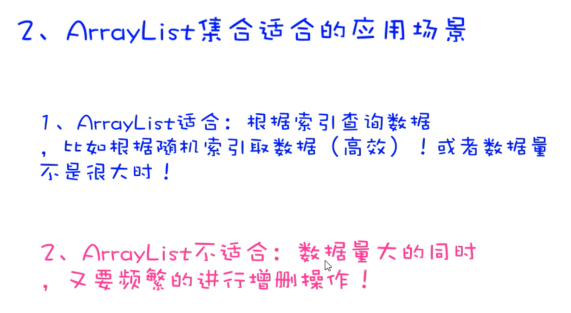 2、ArrayList集合适合的应用场景
1、ArrayList适合：根据索引查询数据
，比如根据随机索引取数据（高效）！或者数据量
不是很大时！
2、ArrayList不适合：数据量大的同时
，又要频繁的进行增删操作！